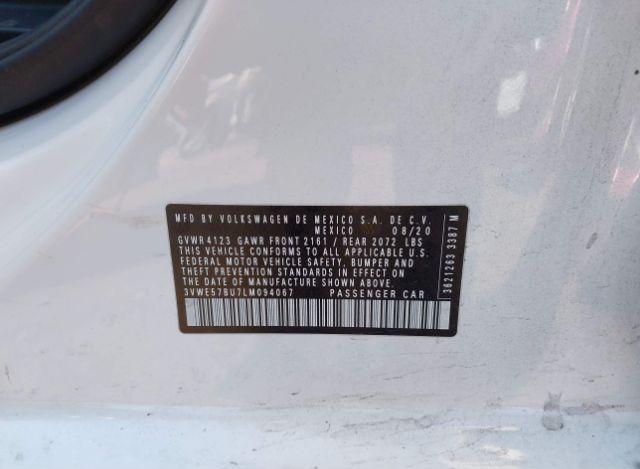 MFD BY VOLKSWAGEN DE MEXICO S.A. DE C.V.
MEXICO 08/20
GVWR 4123 GAWR FRONT 2161 / REAR 2072 LBS
THIS VEHICLE CONFORMS TO ALL APPLICABLE U.S.
FEDERAL MOTOR VEHICLE SAFETY, BUMPER AND
THEFT PREVENTION STANDARDS IN EFFECT ON
THE DATE OF MANUFACTURE SHOWN ABOVE.
3VWE57BU7LM094067 PASSENGER CAR
3621263 3387 M